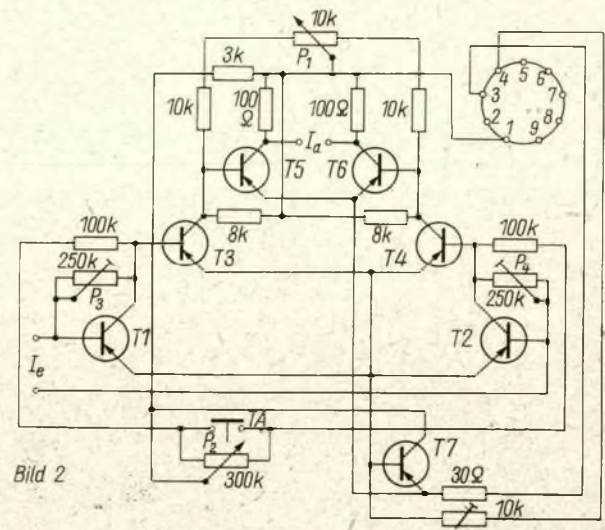 10k
P1
3k
10k
100
Ω
100Ω
10k
Ia
T5
T6
4
5
6
3
7
2
8
1
9
8k
8k
100k
T3
T4
100k
250k
P3
P4
250k
T1
T2
Ie
TA
P2
300k
T7
30Ω
10k
Bild 2